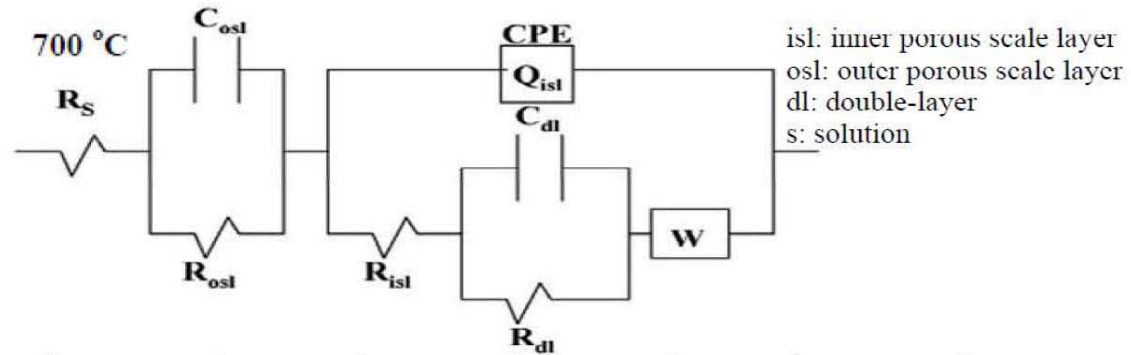 700 °C
C_osl
CPE
Q_isl
isl: inner porous scale layer
osl: outer porous scale layer
dl: double-layer
s: solution
R_S
C_dl
R_osl
R_isl
W
R_dl